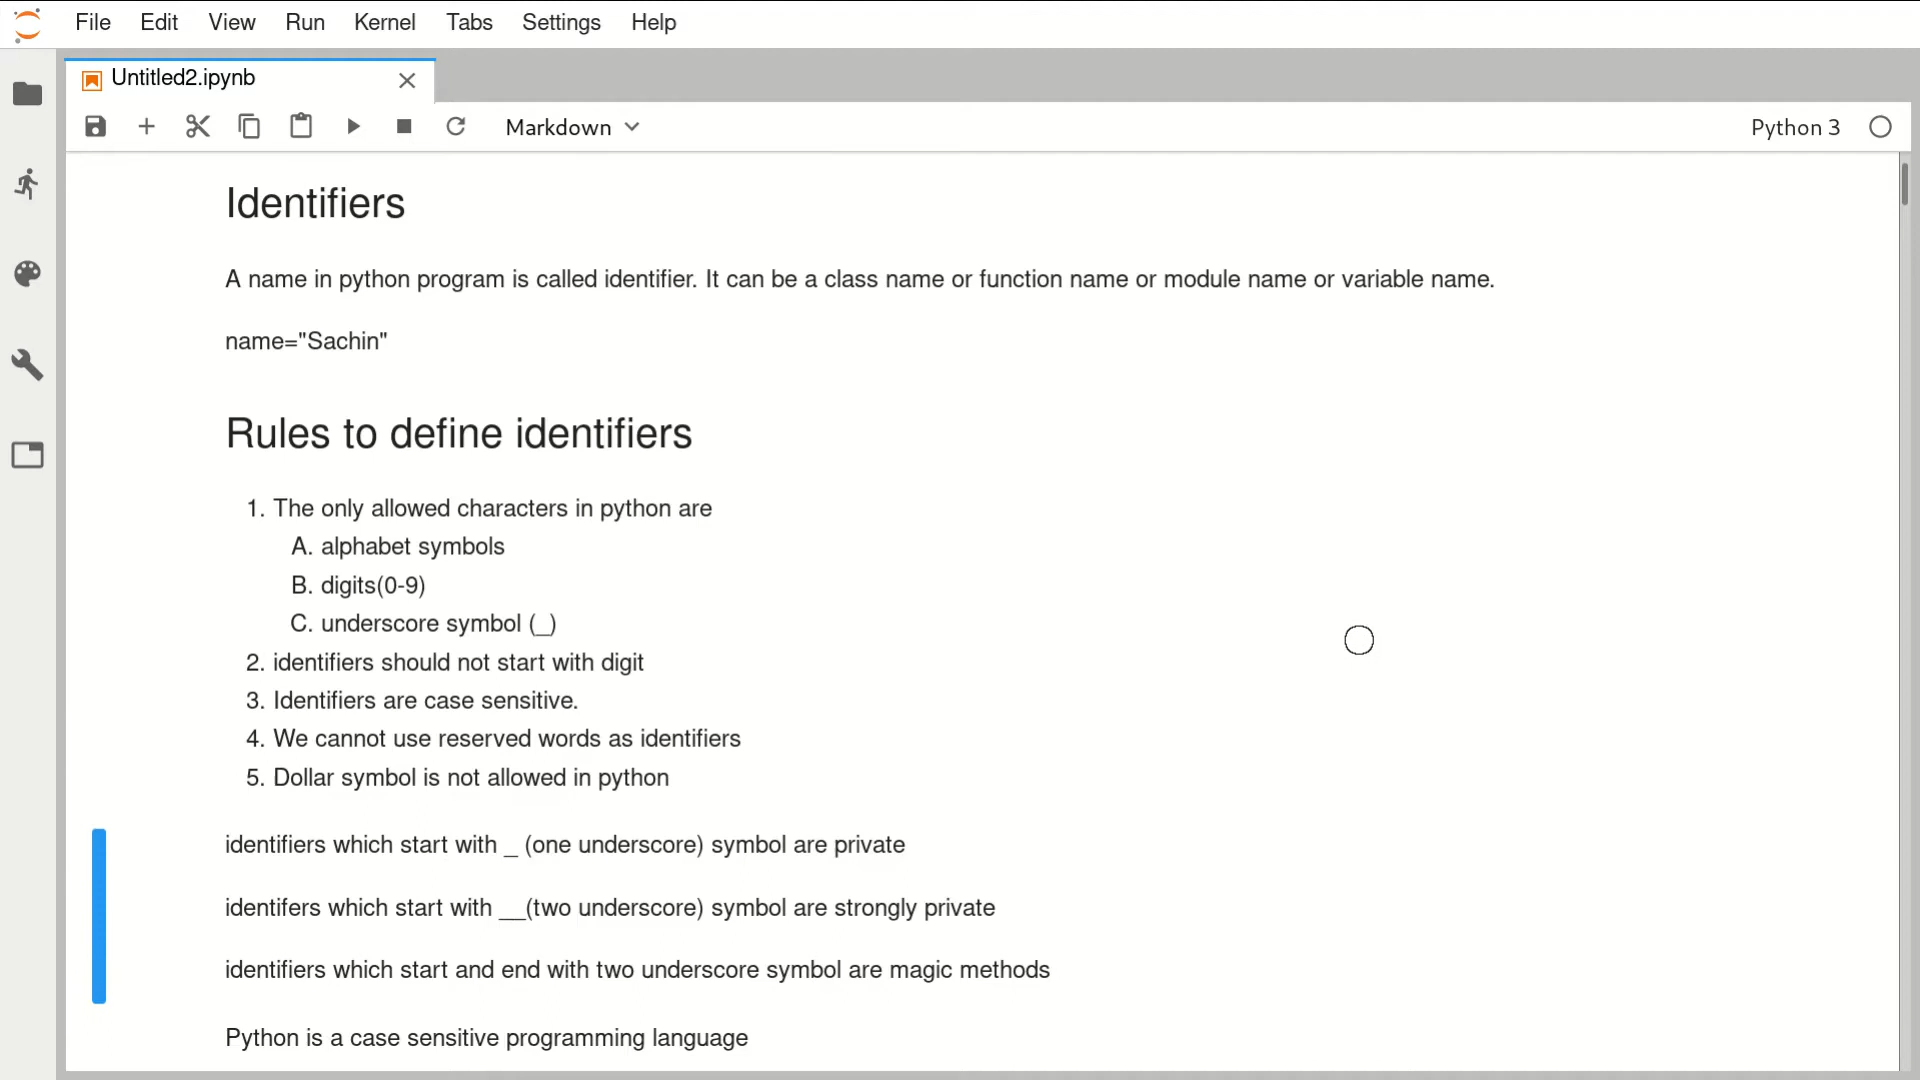 File Edit View Run Kernel Tabs Settings Help
Untitled2.ipynb
Markdown
Python 3
Identifiers
A name in python program is called identifier. It can be a class name or function name or module name or variable name.
name="Sachin"
Rules to define identifiers
1. The only allowed characters in python are
A. alphabet symbols
B. digits(0-9)
C. underscore symbol (_)
2. identifiers should not start with digit
3. Identifiers are case sensitive.
4. We cannot use reserved words as identifiers
5. Dollar symbol is not allowed in python
identifiers which start with _ (one underscore) symbol are private
identifers which start with __(two underscore) symbol are strongly private
identifiers which start and end with two underscore symbol are magic methods
Python is a case sensitive programming language